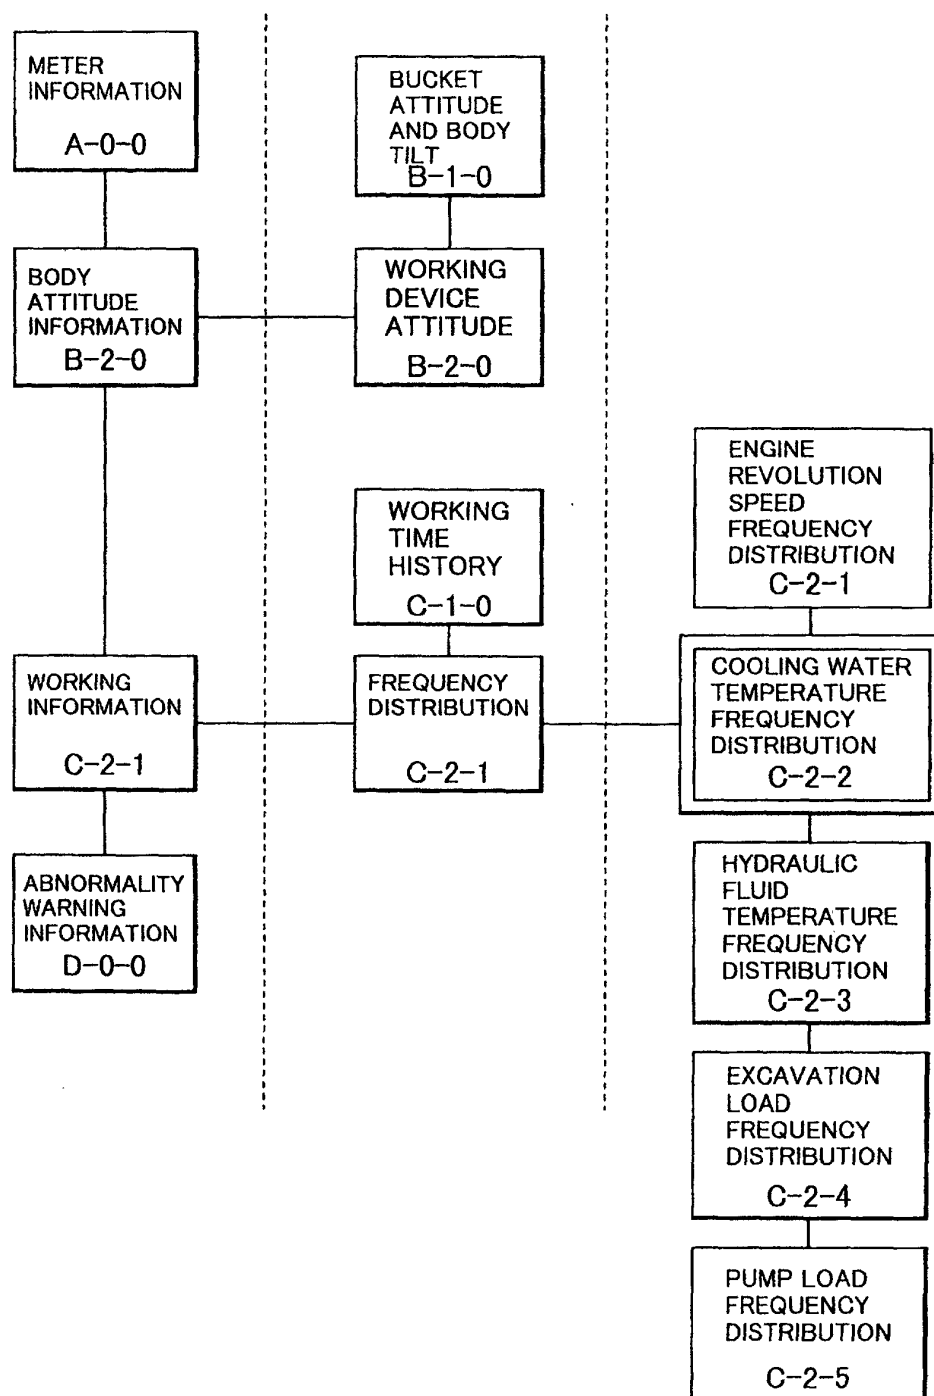 METER
INFORMATION
A-0-0
BODY
ATTITUDE
INFORMATION
B-2-0
WORKING
INFORMATION
C-2-1
ABNORMALITY
WARNING
INFORMATION
D-0-0
BUCKET
ATTITUDE
AND BODY
TILT
B-1-0
WORKING
DEVICE
ATTITUDE
B-2-0
WORKING
TIME
HISTORY
C-1-0
FREQUENCY
DISTRIBUTION
C-2-1
ENGINE
REVOLUTION
SPEED
FREQUENCY
DISTRIBUTION
C-2-1
COOLING WATER
TEMPERATURE
FREQUENCY
DISTRIBUTION
C-2-2
HYDRAULIC
FLUID
TEMPERATURE
FREQUENCY
DISTRIBUTION
C-2-3
EXCAVATION
LOAD
FREQUENCY
DISTRIBUTION
C-2-4
PUMP LOAD
FREQUENCY
DISTRIBUTION
C-2-5